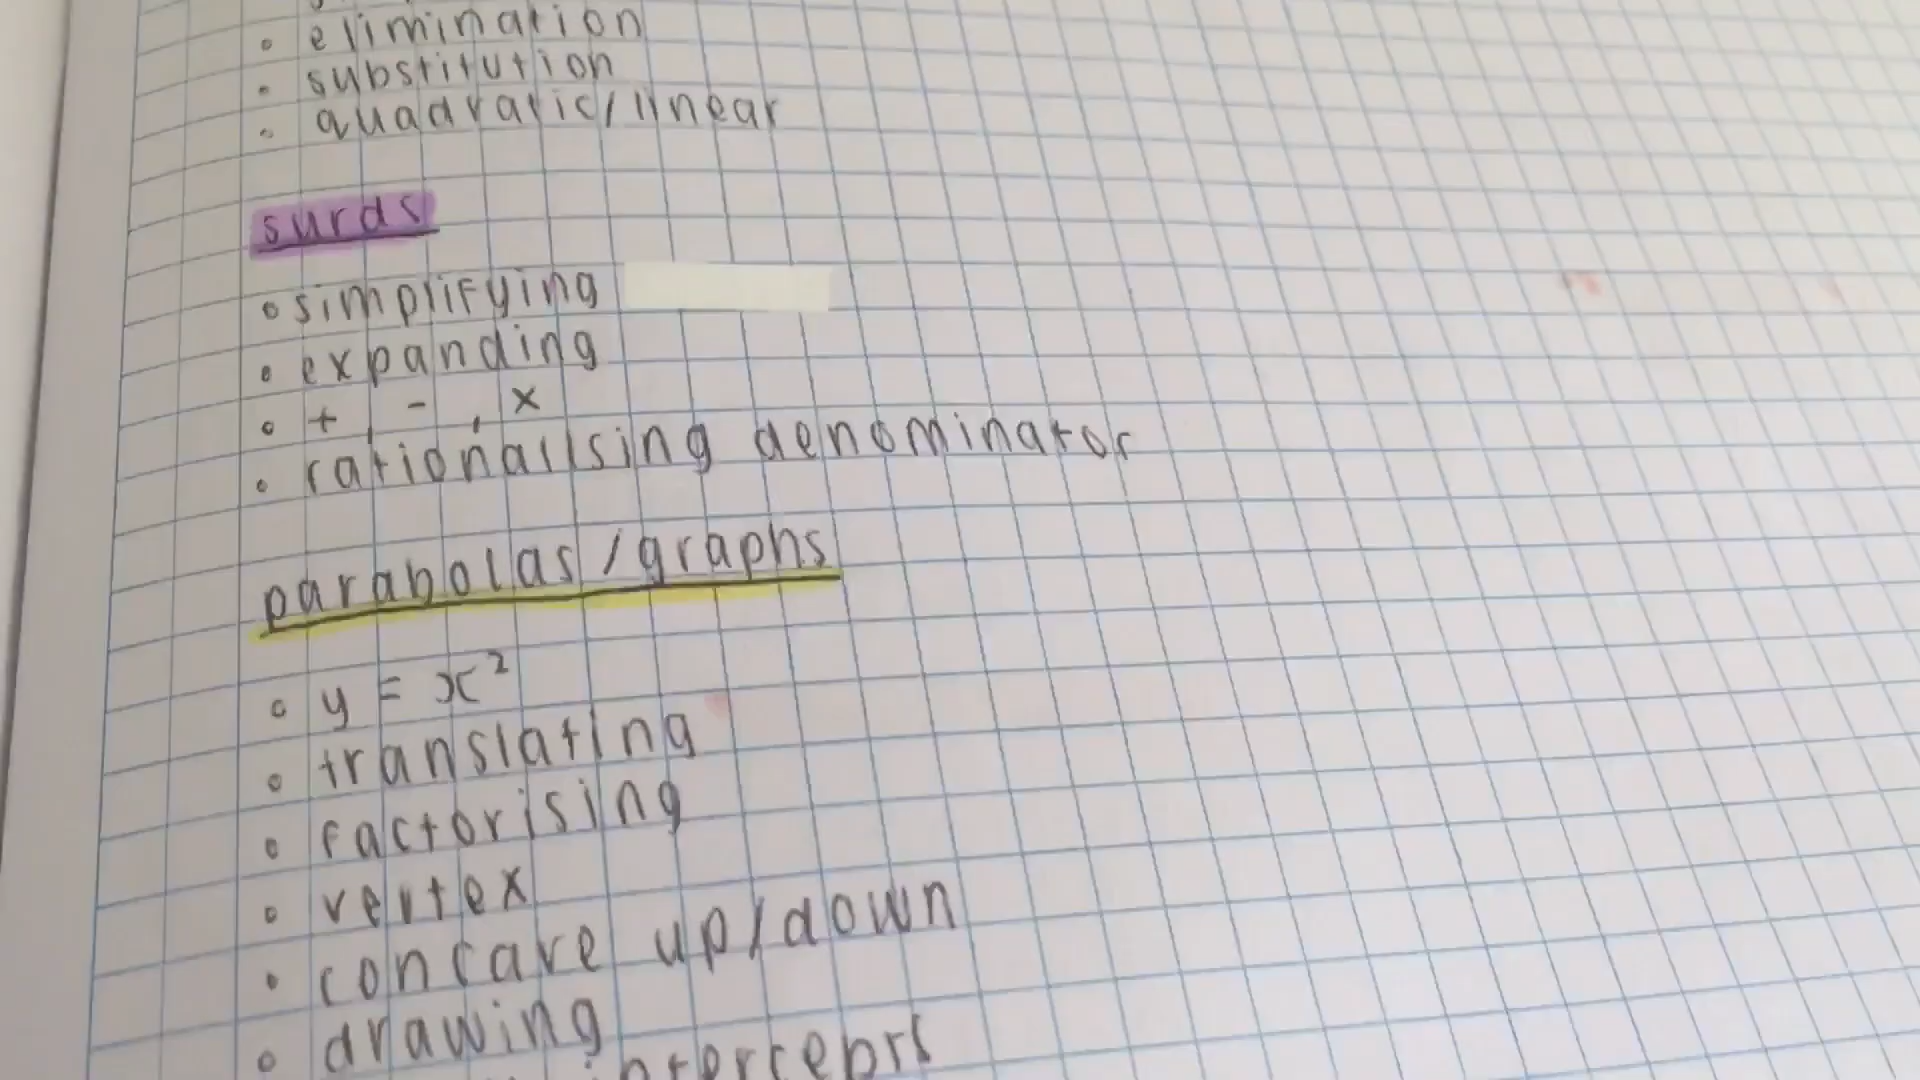 • elimination
• substitution
• quadratic/linear
surds
• simplifying
• expanding
• + , - , x
• rationalising denominator
parabolas/graphs
• y = x²
• translating
• factorising
• vertex
• concave up/down
• drawing
intercepts